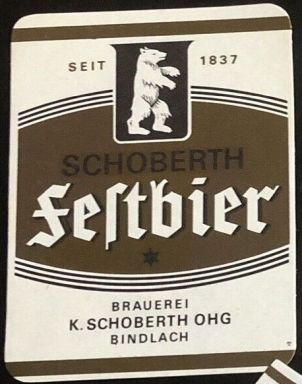 SEIT 1837
SCHOBERTH
Feſtbier
BRAUEREI
K. SCHOBERTH OHG
BINDLACH